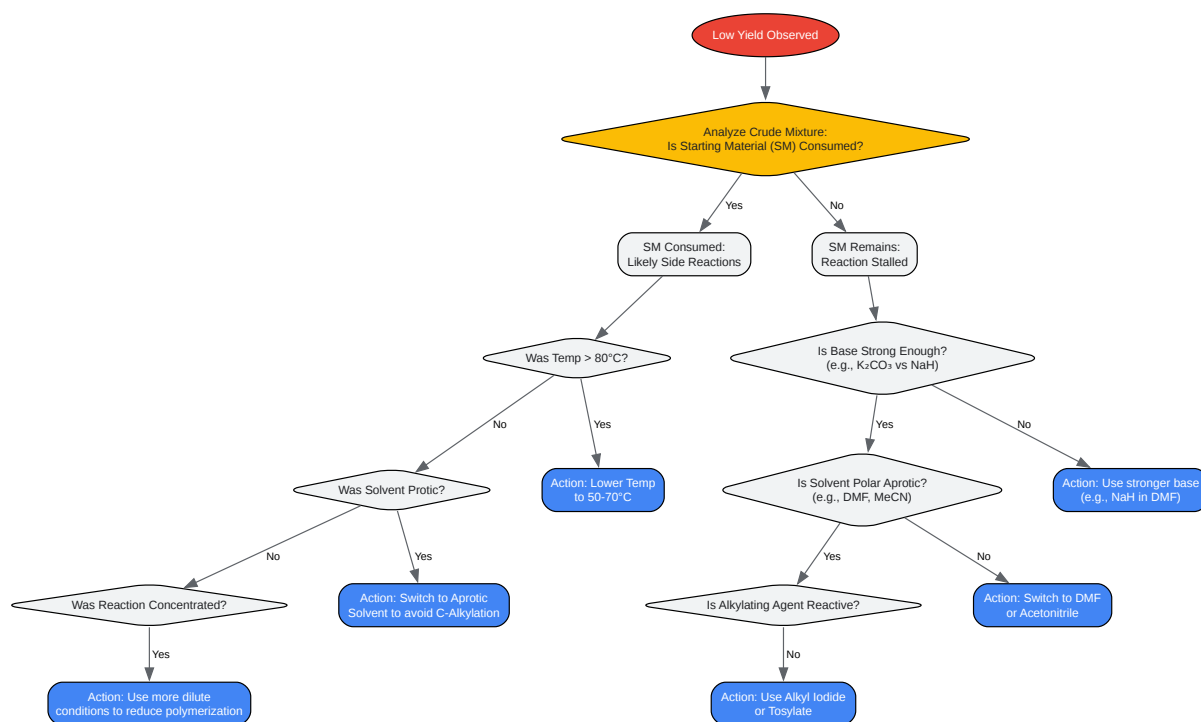 Low Yield Observed
Analyze Crude Mixture:
Is Starting Material (SM) Consumed?
Yes
No
SM Consumed:
Likely Side Reactions
SM Remains:
Reaction Stalled
Was Temp > 80°C?
Is Base Strong Enough?
(e.g., K₂CO₃ vs NaH)
No
Yes
Yes
No
Was Solvent Protic?
Action: Lower Temp
to 50-70°C
Is Solvent Polar Aprotic?
(e.g., DMF, MeCN)
Action: Use stronger base
(e.g., NaH in DMF)
No
Yes
Yes
No
Was Reaction Concentrated?
Action: Switch to Aprotic
Solvent to avoid C-Alkylation
Is Alkylating Agent Reactive?
Action: Switch to DMF
or Acetonitrile
Yes
No
Action: Use more dilute
conditions to reduce polymerization
Action: Use Alkyl Iodide
or Tosylate